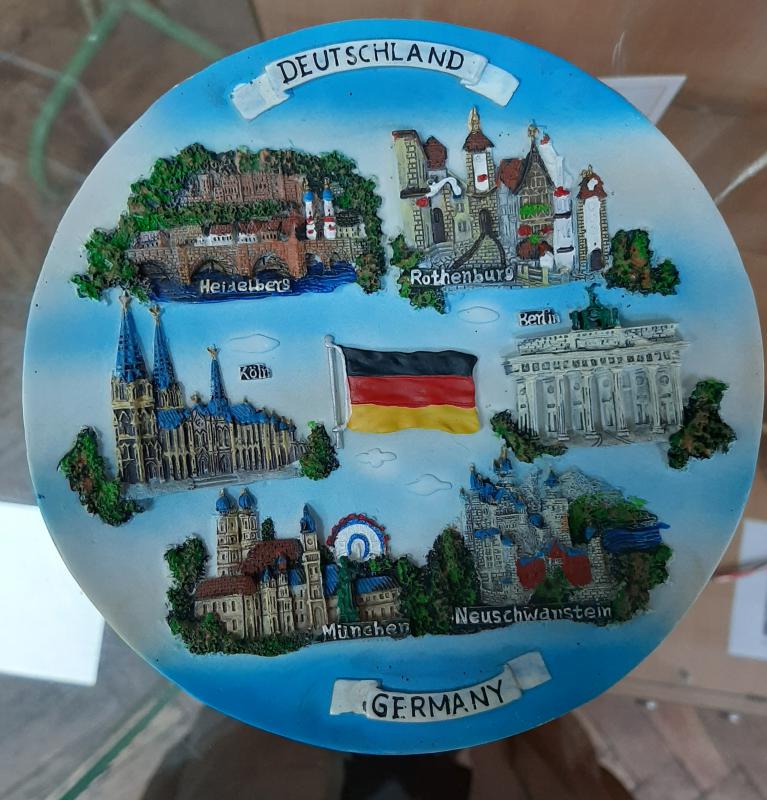 DEUTSCHLAND
Heidelberg
Rothenburg
Berlin
Köln
München
Neuschwanstein
GERMANY